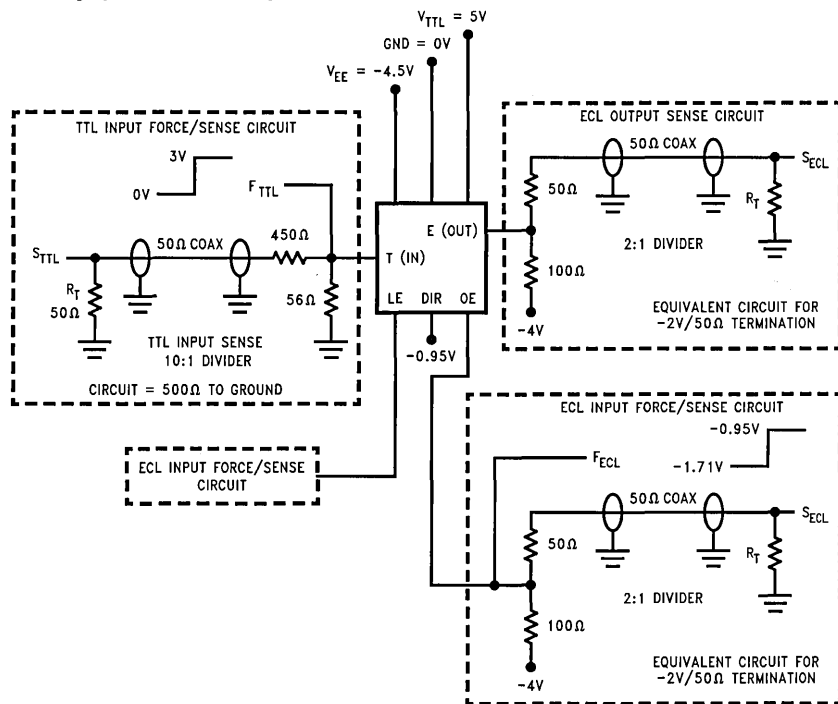 V_TTL = 5V
GND = 0V
V_EE = -4.5V
TTL INPUT FORCE/SENSE CIRCUIT
3V
0V
F_TTL
S_TTL
50Ω COAX
450Ω
R_T
50Ω
56Ω
TTL INPUT SENSE
10:1 DIVIDER
CIRCUIT = 500Ω TO GROUND
E (OUT)
T (IN)
LE DIR OE
-0.95V
ECL OUTPUT SENSE CIRCUIT
50Ω COAX
S_ECL
50Ω
R_T
2:1 DIVIDER
100Ω
-4V
EQUIVALENT CIRCUIT FOR
-2V/50Ω TERMINATION
ECL INPUT FORCE/SENSE
CIRCUIT
ECL INPUT FORCE/SENSE CIRCUIT
-0.95V
F_ECL
-1.71V
50Ω COAX
S_ECL
50Ω
R_T
2:1 DIVIDER
100Ω
-4V
EQUIVALENT CIRCUIT FOR
-2V/50Ω TERMINATION